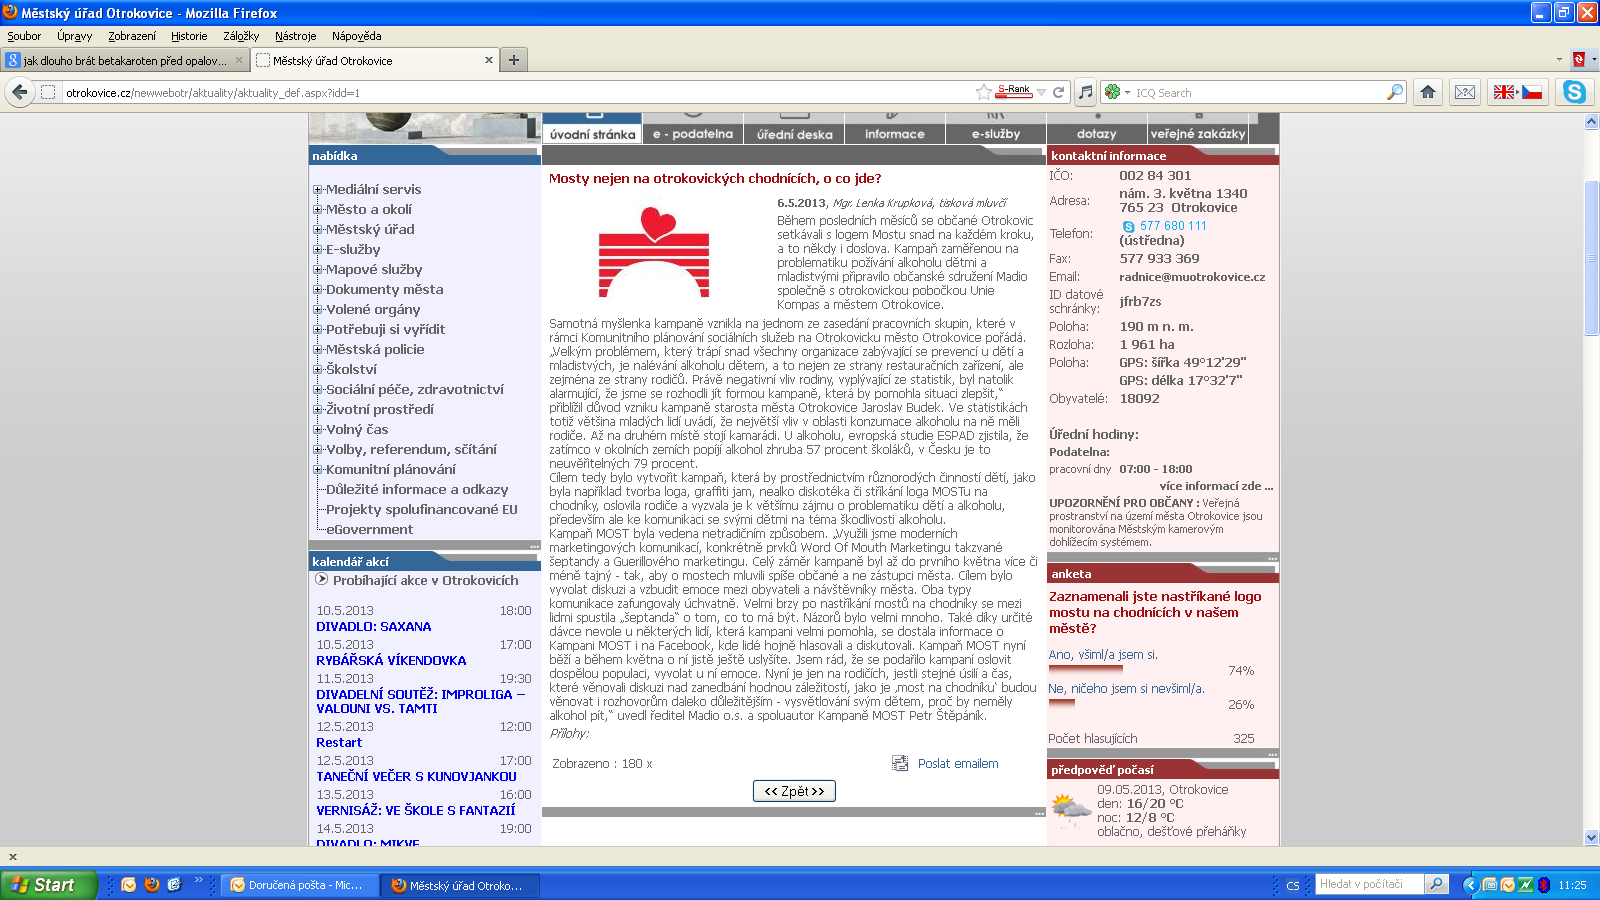 Městský úřad Otrokovice - Mozilla Firefox
Soubor Úpravy Zobrazení Historie Záložky Nástroje Nápověda
jak dlouho brát betakaroten před opalov...
Městský úřad Otrokovice
otrokovice.cz/newwebotr/aktuality/aktuality_def.aspx?idd=1
S-Rank
ICQ Search
úvodní stránka
e - podatelna
úřední deska
informace
e-služby
dotazy
veřejné zakázky
nabídka
Mediální servis
Město a okolí
Městský úřad
E-služby
Mapové služby
Dokumenty města
Volené orgány
Potřebuji si vyřídit
Městská policie
Školství
Sociální péče, zdravotnictví
Životní prostředí
Volný čas
Volby, referendum, sčítání
Komunitní plánování
Důležité informace a odkazy
Projekty spolufinancované EU
eGovernment
kalendář akcí
Probíhající akce v Otrokovicích
10.5.2013 18:00
DIVADLO: SAXANA
10.5.2013 17:00
RYBÁŘSKÁ VÍKENDOVKA
11.5.2013 19:30
DIVADELNÍ SOUTĚŽ: IMPROLIGA –
VALOUNI VS. TAMTI
12.5.2013 12:00
Restart
12.5.2013 17:00
TANEČNÍ VEČER S KUNOVJANKOU
13.5.2013 16:00
VERNISÁŽ: VE ŠKOLE S FANTAZIÍ
14.5.2013 19:00
DIVADLO: MIKVE
Mosty nejen na otrokovických chodnících, o co jde?
6.5.2013, Mgr. Lenka Krupková, tisková mluvčí
Během posledních měsíců se občané Otrokovic
setkávali s logem Mostu snad na každém kroku,
a to někdy i doslova. Kampaň zaměřenou na
problematiku požívání alkoholu dětmi a
mladistvými připravilo občanské sdružení Madio
společně s otrokovickou pobočkou Unie
Kompas a městem Otrokovice.
Samotná myšlenka kampaně vznikla na jednom ze zasedání pracovních skupin, které v
rámci Komunitního plánování sociálních služeb na Otrokovicku město Otrokovice pořádá.
„Velkým problémem, který trápí snad všechny organizace zabývající se prevencí u dětí a
mladistvých, je nalévání alkoholu dětem, a to nejen ze strany restauračních zařízení, ale
zejména ze strany rodičů. Právě negativní vliv rodiny, vyplývající ze statistik, byl natolik
alarmující, že jsme se rozhodli jít formou kampaně, která by pomohla situaci zlepšit,“
přiblížil důvod vzniku kampaně starosta města Otrokovice Jaroslav Budek. Ve statistikách
totiž většina mladých lidí uvádí, že největší vliv v oblasti konzumace alkoholu na ně měli
rodiče. Až na druhém místě stojí kamarádi. U alkoholu, evropská studie ESPAD zjistila, že
zatímco v okolních zemích popíjí alkohol zhruba 57 procent školáků, v Česku je to
neuvěřitelných 79 procent.
Cílem tedy bylo vytvořit kampaň, která by prostřednictvím různorodých činností dětí, jako
byla například tvorba loga, graffiti jam, nealko diskotéka či stříkání loga MOSTu na
chodníky, oslovila rodiče a vyzvala je k většímu zájmu o problematiku dětí a alkoholu,
především ale ke komunikaci se svými dětmi na téma škodlivosti alkoholu.
Kampaň MOST byla vedena netradičním způsobem. „Využili jsme moderních
marketingových komunikací, konkrétně prvků Word Of Mouth Marketingu takzvané
šeptandy a Guerillového marketingu. Celý záměr kampaně byl až do prvního května více či
méně tajný - tak, aby o mostech mluvili spíše občané a ne zástupci města. Cílem bylo
vyvolat diskuzi a vzbudit emoce mezi obyvateli a návštěvníky města. Oba typy
komunikace zafungovaly úchvatně. Velmi brzy po nastříkání mostů na chodníky se mezi
lidmi spustila „šeptanda“ o tom, co to má být. Názorů bylo velmi mnoho. Také díky určité
dávce nevole u některých lidí, která kampani velmi pomohla, se dostala informace o
Kampani MOST i na Facebook, kde lidé hojně hlasovali a diskutovali. Kampaň MOST nyní
běží a během května o ní jistě ještě uslyšíte. Jsem rád, že se podařilo kampaní oslovit
dospělou populaci, vyvolat u ní emoce. Nyní je jen na rodičích, jestli stejné úsilí a čas,
které věnovali diskuzi nad zanedbání hodnou záležitostí, jako je ‚most na chodníku‘ budou
věnovat i rozhovorům daleko důležitějším - vysvětlování svým dětem, proč by neměly
alkohol pít,“ uvedl ředitel Madio o.s. a spoluautor Kampaně MOST Petr Štěpáník.
Přílohy:
Zobrazeno : 180 x
Poslat emailem
<< Zpět >>
kontaktní informace
IČO: 002 84 301
Adresa: nám. 3. května 1340
765 23 Otrokovice
Telefon: 577 680 111
(ústředna)
Fax: 577 933 369
Email: radnice@muotrokovice.cz
ID datové
schránky: jfrb7zs
Poloha: 190 m n. m.
Rozloha: 1 961 ha
Poloha: GPS: šířka 49°12'29"
GPS: délka 17°32'7"
Obyvatelé: 18092
Úřední hodiny:
Podatelna:
pracovní dny 07:00 - 18:00
více informací zde ...
UPOZORNĚNÍ PRO OBČANY : Veřejná
prostranství na území města Otrokovice jsou
monitorována Městským kamerovým
dohlížecím systémem.
anketa
Zaznamenali jste nastříkané logo
mostu na chodnících v našem
městě?
Ano, všiml/a jsem si.
74%
Ne, ničeho jsem si nevšiml/a.
26%
Počet hlasujících 325
předpověď počasí
09.05.2013, Otrokovice
den: 16/20 °C
noc: 12/8 °C
oblačno, dešťové přeháňky
Start
Doručená pošta - Mic...
Městský úřad Otroko...
CS
Hledat v počítači
11:25